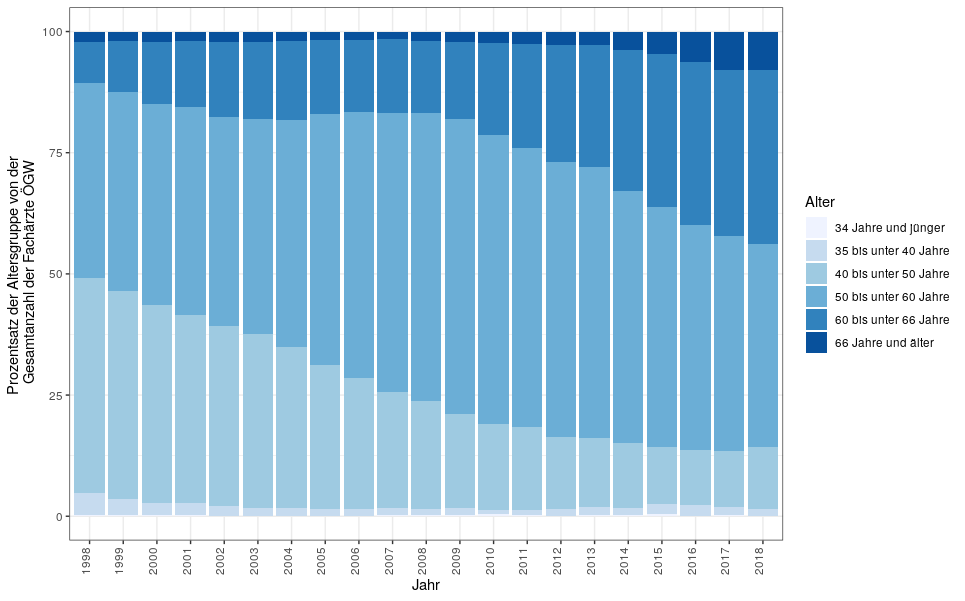 Prozentsatz der Altersgruppe von der
Gesamtanzahl der Fachärzte ÖGW
100
75
50
25
0
1998
1999
2000
2001
2002
2003
2004
2005
2006
2007
2008
2009
2010
2011
2012
2013
2014
2015
2016
2017
2018
Jahr
Alter
34 Jahre und jünger
35 bis unter 40 Jahre
40 bis unter 50 Jahre
50 bis unter 60 Jahre
60 bis unter 66 Jahre
66 Jahre und älter